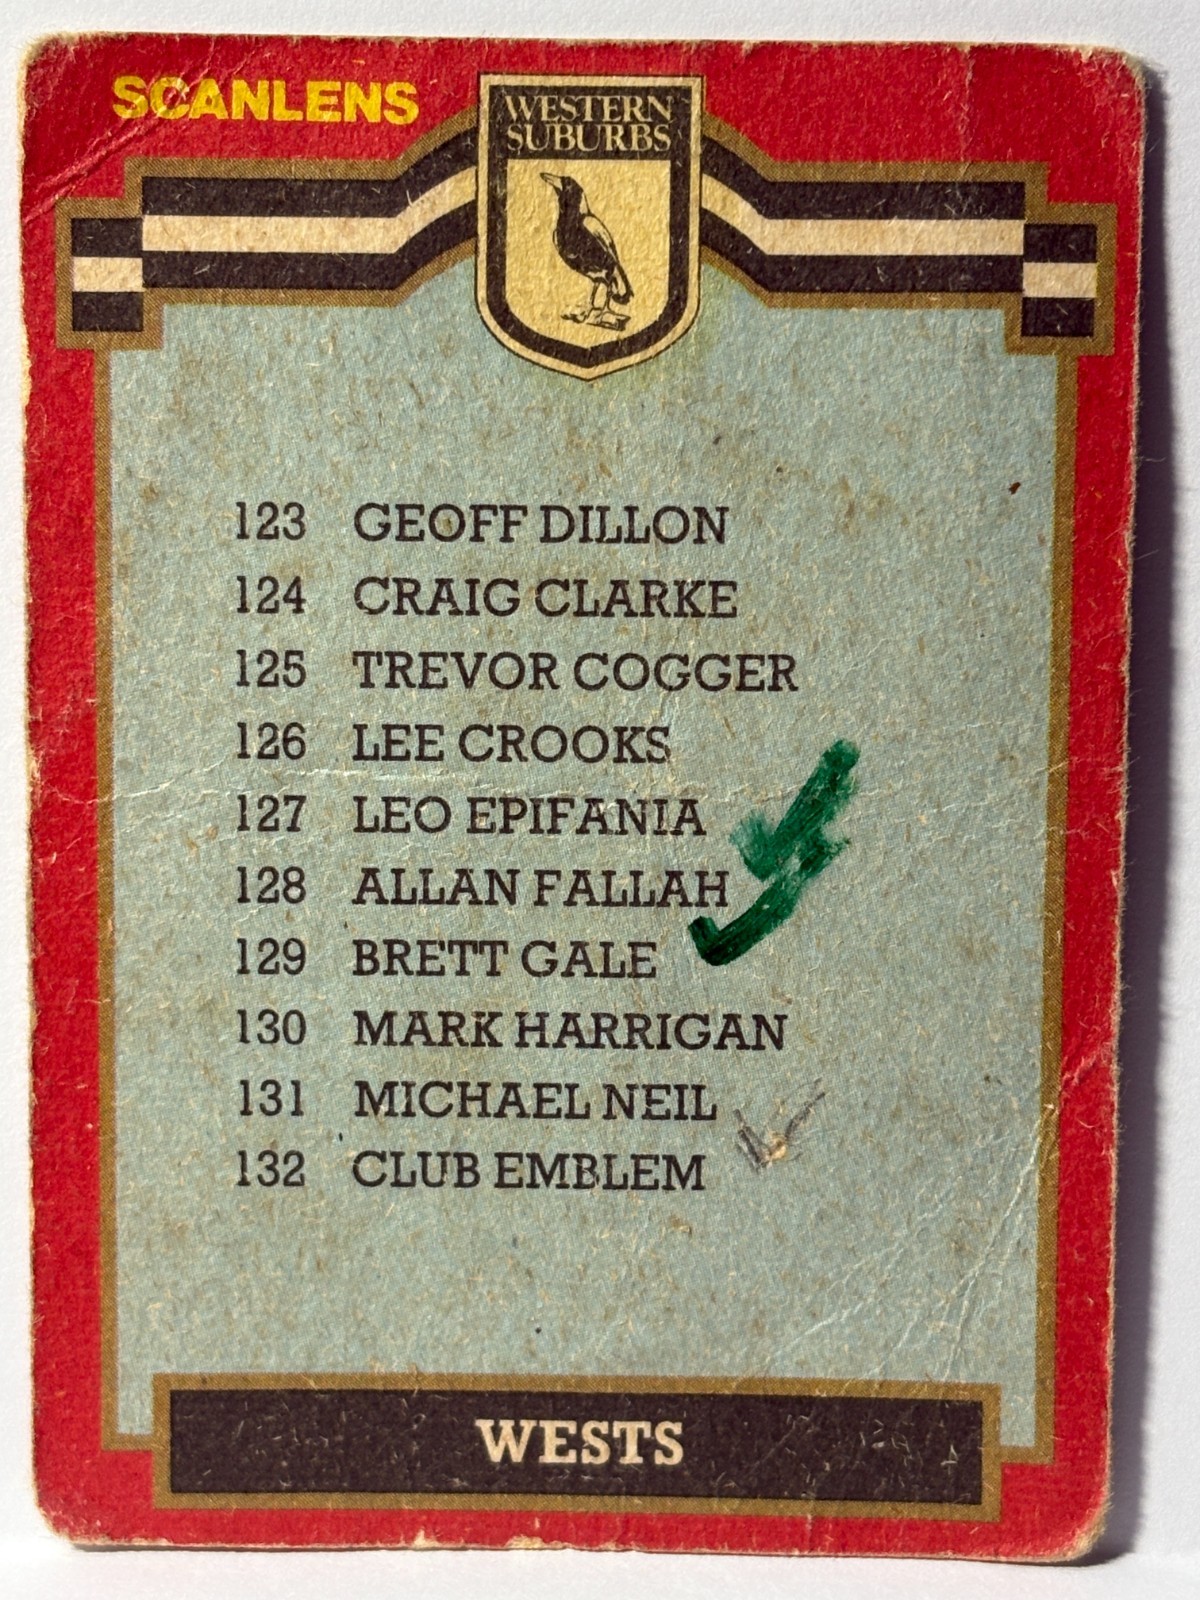 SCANLENS
WESTERN
SUBURBS
123 GEOFF DILLON
124 CRAIG CLARKE
125 TREVOR COGGER
126 LEE CROOKS
127 LEO EPIFANIA
128 ALLAN FALLAH
129 BRETT GALE
130 MARK HARRIGAN
131 MICHAEL NEIL
132 CLUB EMBLEM
WESTS